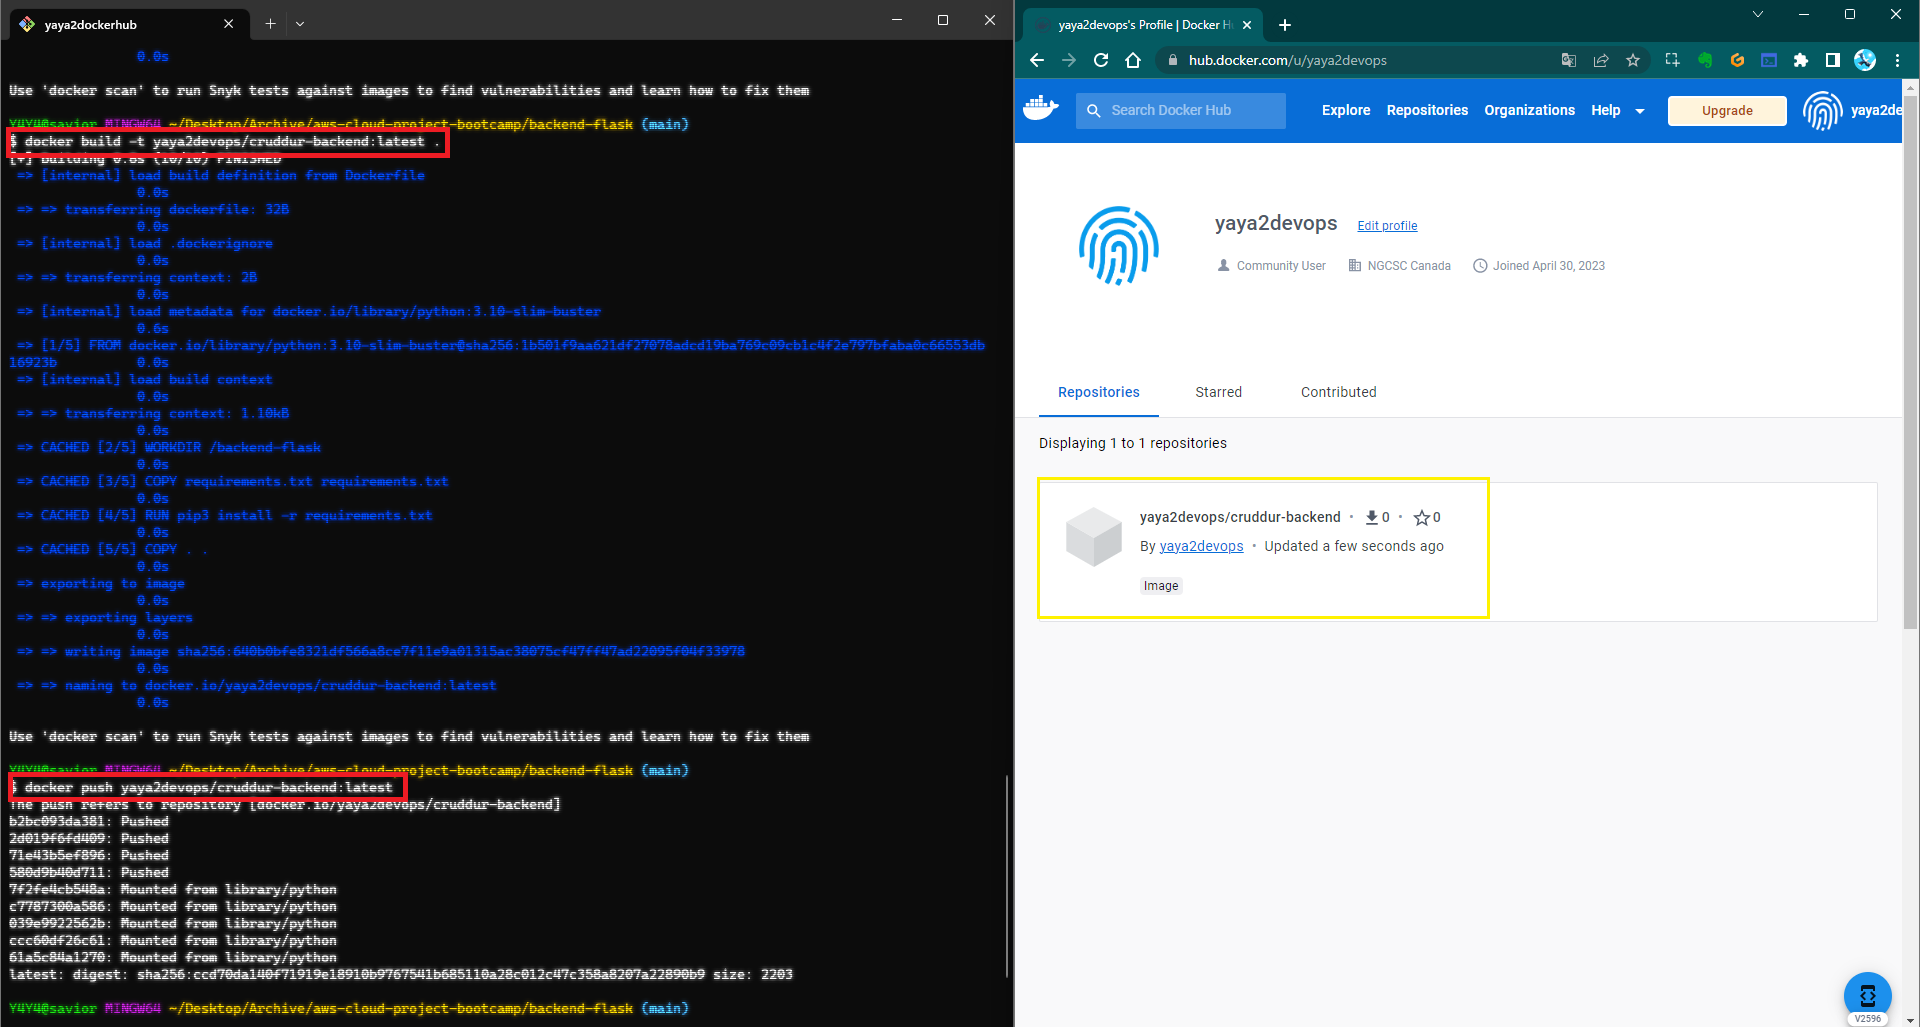 yaya2dockerhub
0.0s
Use 'docker scan' to run Snyk tests against images to find vulnerabilities and learn how to fix them
Y4Y4@savior MINGW64 ~/Desktop/Archive/aws-cloud-project-bootcamp/backend-flask (main)
$ docker build -t yaya2devops/cruddur-backend:latest .
[+] Building 0.8s (10/10) FINISHED
=> [internal] load build definition from Dockerfile
0.0s
=> => transferring dockerfile: 32B
0.0s
=> [internal] load .dockerignore
0.0s
=> => transferring context: 2B
0.0s
=> [internal] load metadata for docker.io/library/python:3.10-slim-buster
0.6s
=> [1/5] FROM docker.io/library/python:3.10-slim-buster@sha256:1b501f9aa621df27078adcd19ba769c09cb1c4f2e797bfaba0c66553db
16923b 0.0s
=> [internal] load build context
0.0s
=> => transferring context: 1.10kB
0.0s
=> CACHED [2/5] WORKDIR /backend-flask
0.0s
=> CACHED [3/5] COPY requirements.txt requirements.txt
0.0s
=> CACHED [4/5] RUN pip3 install -r requirements.txt
0.0s
=> CACHED [5/5] COPY . .
0.0s
=> exporting to image
0.0s
=> => exporting layers
0.0s
=> => writing image sha256:640b0bfe8321df566a8ce7f11e9a01315ac38075cf47ff47ad22095f04f33978
0.0s
=> => naming to docker.io/yaya2devops/cruddur-backend:latest
0.0s
Use 'docker scan' to run Snyk tests against images to find vulnerabilities and learn how to fix them
Y4Y4@savior MINGW64 ~/Desktop/Archive/aws-cloud-project-bootcamp/backend-flask (main)
$ docker push yaya2devops/cruddur-backend:latest
The push refers to repository [docker.io/yaya2devops/cruddur-backend]
b2bc093da381: Pushed
2d019f6fd409: Pushed
71e43b5ef896: Pushed
580d9b40d711: Pushed
7f2fe4cb548a: Mounted from library/python
c7787300a586: Mounted from library/python
039e9922562b: Mounted from library/python
ccc60df26c61: Mounted from library/python
61a5c84a1270: Mounted from library/python
latest: digest: sha256:ccd70da140f71919e18910b9767541b685110a28c012c47c358a8207a22890b9 size: 2203
Y4Y4@savior MINGW64 ~/Desktop/Archive/aws-cloud-project-bootcamp/backend-flask (main)
yaya2devops's Profile | Docker H
hub.docker.com/u/yaya2devops
Search Docker Hub Explore Repositories Organizations Help Upgrade yaya2de
yaya2devops Edit profile
Community User NGCSC Canada Joined April 30, 2023
Repositories Starred Contributed
Displaying 1 to 1 repositories
yaya2devops/cruddur-backend • 0 • 0
By yaya2devops • Updated a few seconds ago
Image
V2596